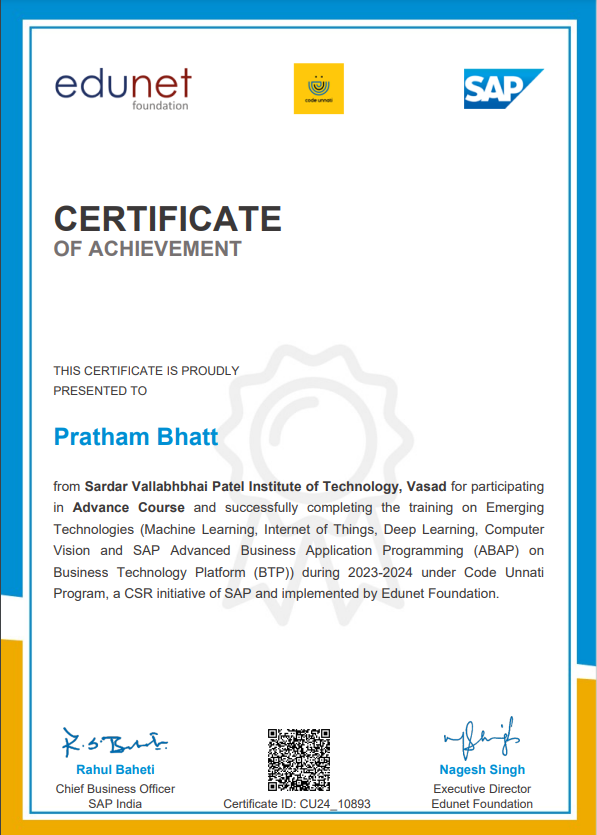 edunet
foundation
code unnati
SAP
CERTIFICATE
OF ACHIEVEMENT
THIS CERTIFICATE IS PROUDLY
PRESENTED TO
Pratham Bhatt
from Sardar Vallabhbhai Patel Institute of Technology, Vasad for participating
in Advance Course and successfully completing the training on Emerging
Technologies (Machine Learning, Internet of Things, Deep Learning, Computer
Vision and SAP Advanced Business Application Programming (ABAP) on
Business Technology Platform (BTP)) during 2023-2024 under Code Unnati
Program, a CSR initiative of SAP and implemented by Edunet Foundation.
Rahul Baheti
Chief Business Officer
SAP India
Certificate ID: CU24_10893
Nagesh Singh
Executive Director
Edunet Foundation